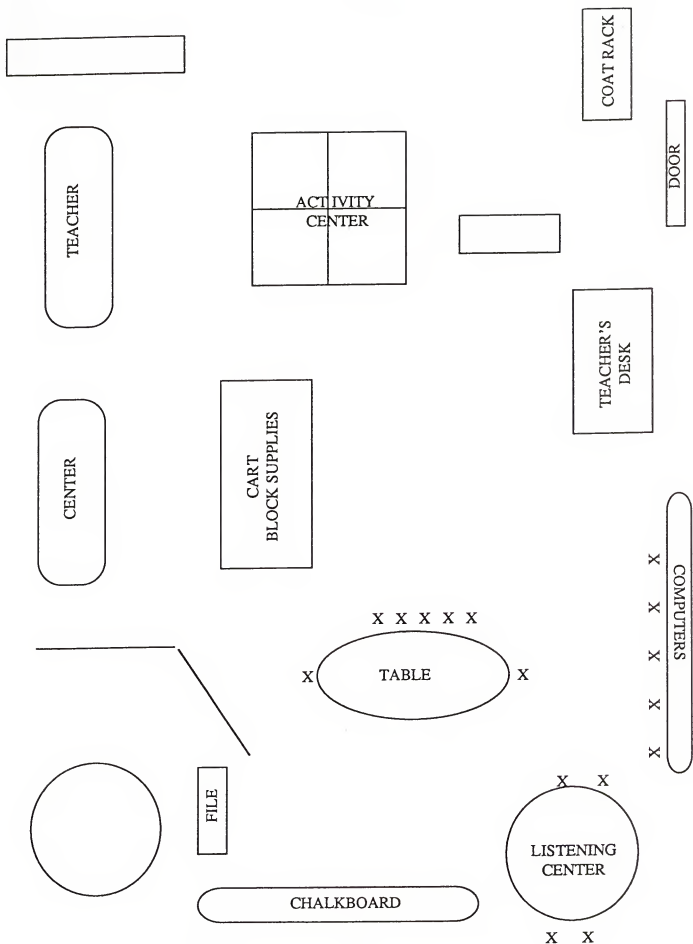 COAT RACK
DOOR
TEACHER
ACTIVITY
CENTER
TEACHER'S
DESK
CENTER
CART
BLOCK SUPPLIES
COMPUTERS
X
X
X
X
X
X X X X X
X TABLE X
FILE
X X
LISTENING
CENTER
CHALKBOARD
X X